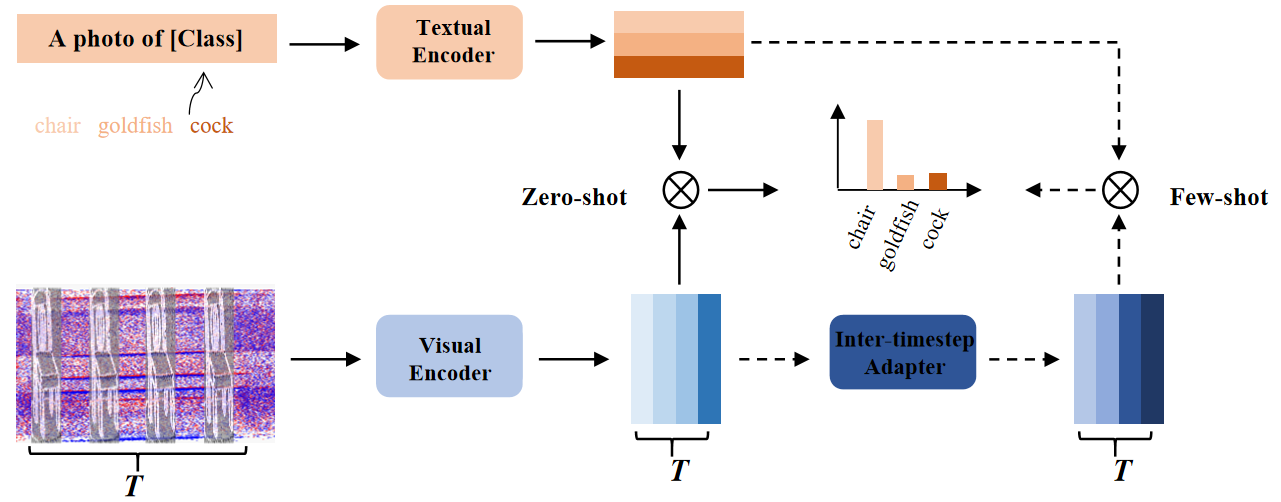 A photo of [Class]
Textual
Encoder
chair goldfish cock
Zero-shot
Few-shot
chair
goldfish
cock
Visual
Encoder
Inter-timestep
Adapter
T
T
T